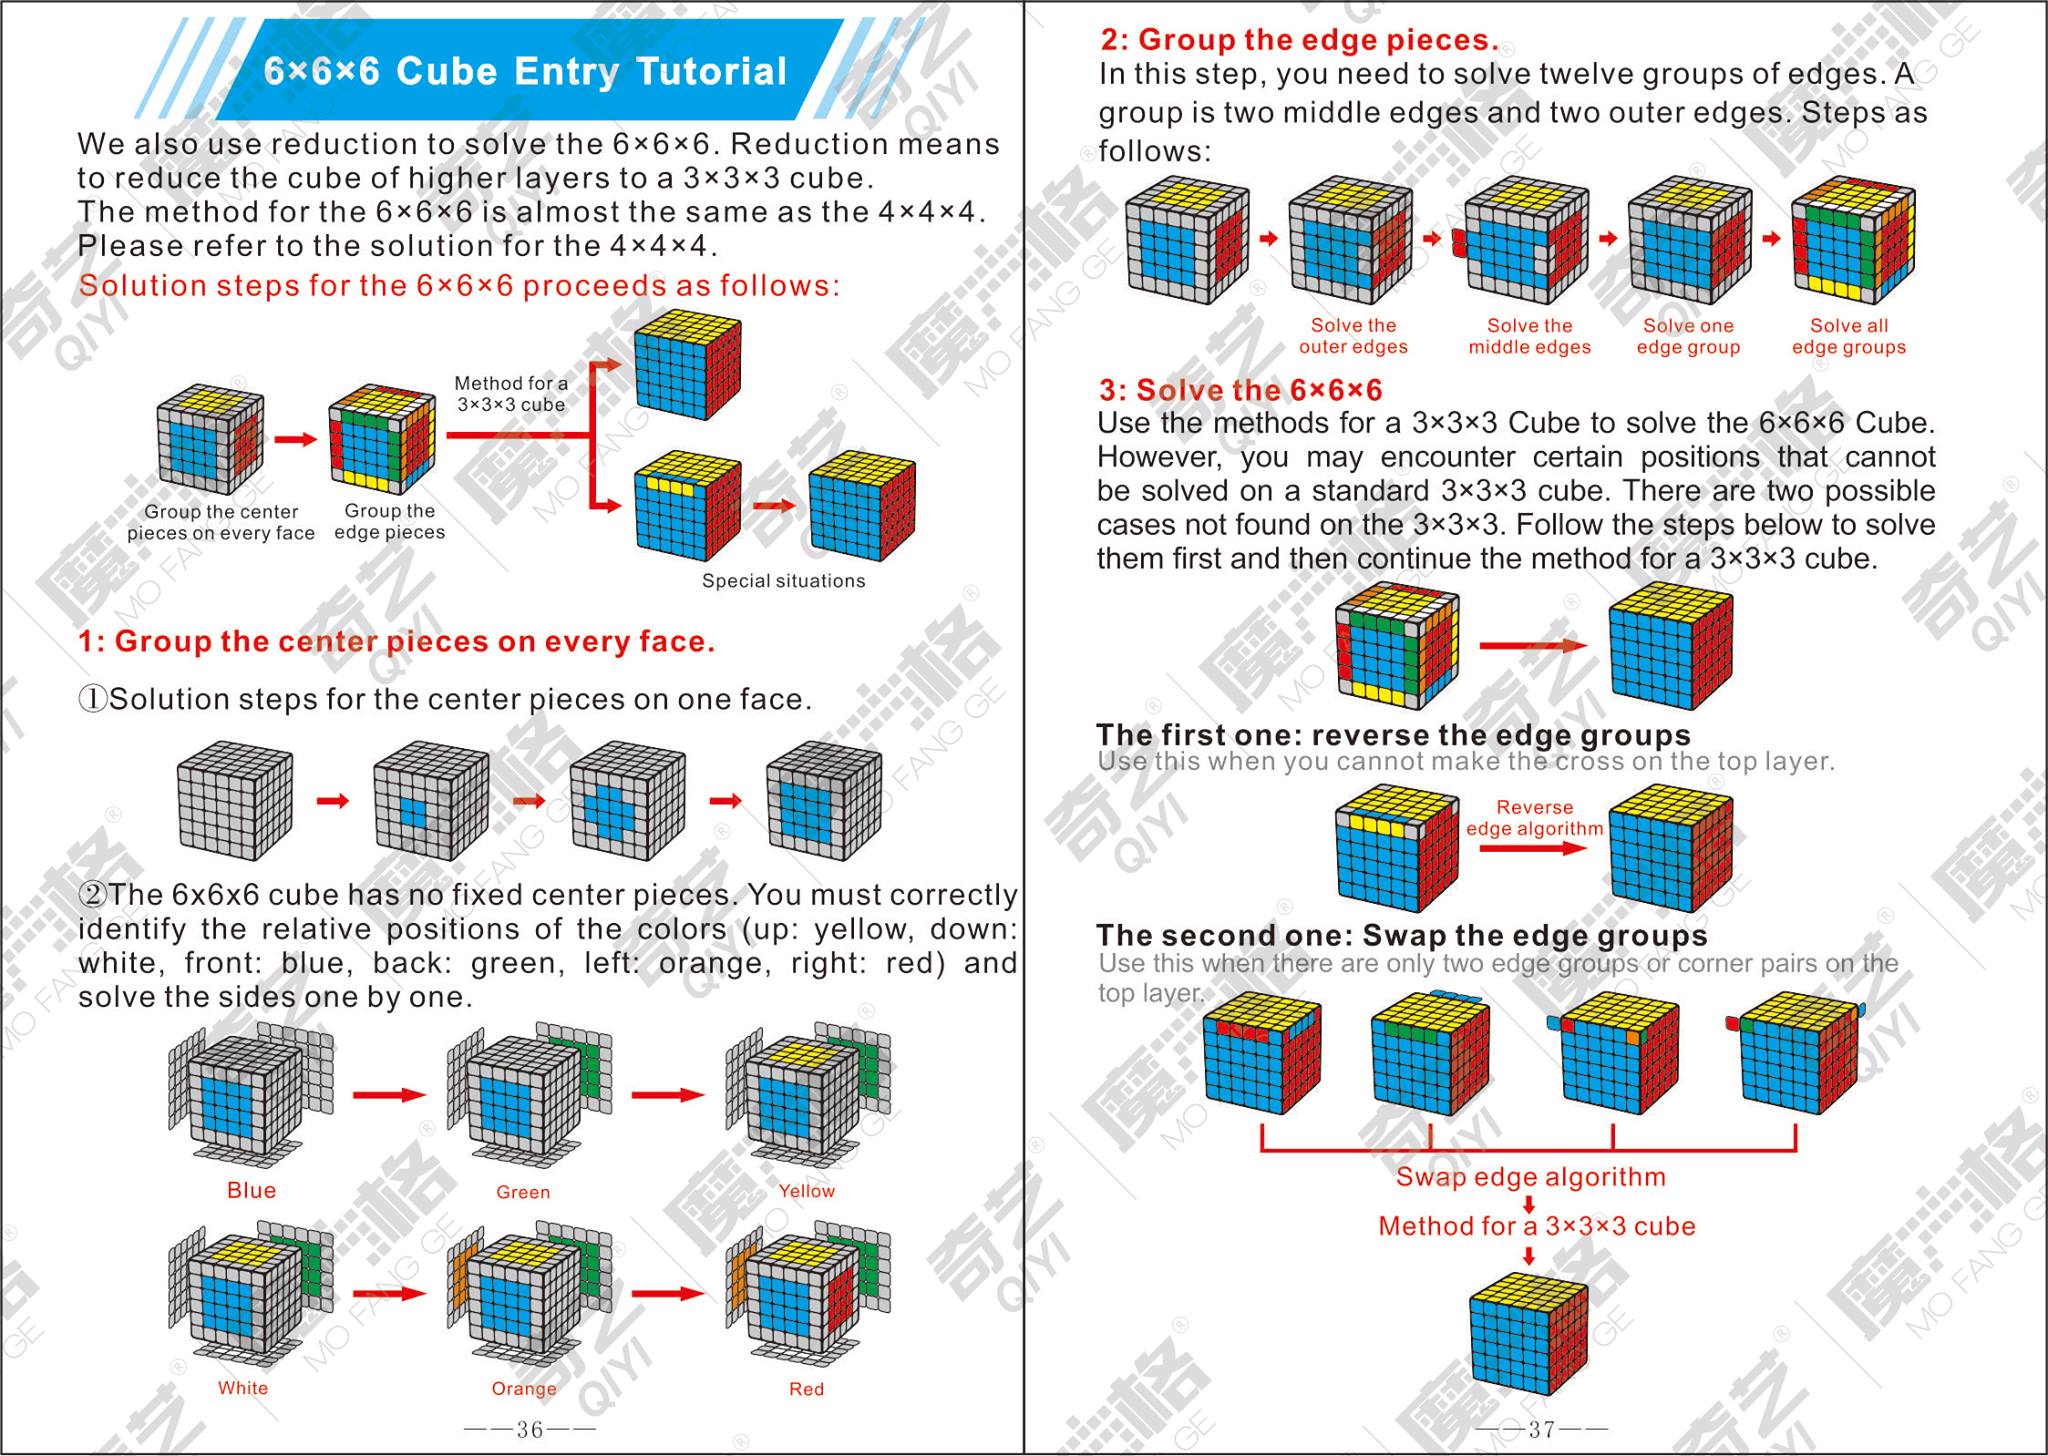 6×6×6 Cube Entry Tutorial
We also use reduction to solve the 6×6×6. Reduction means
to reduce the cube of higher layers to a 3×3×3 cube.
The method for the 6×6×6 is almost the same as the 4×4×4.
Please refer to the solution for the 4×4×4.
Solution steps for the 6×6×6 proceeds as follows:
Method for a
3×3×3 cube
Group the center
pieces on every face
Group the
edge pieces
Special situations
1: Group the center pieces on every face.
①Solution steps for the center pieces on one face.
②The 6x6x6 cube has no fixed center pieces. You must correctly
identify the relative positions of the colors (up: yellow, down:
white, front: blue, back: green, left: orange, right: red) and
solve the sides one by one.
Blue
Green
Yellow
White
Orange
Red
——36——
2: Group the edge pieces.
In this step, you need to solve twelve groups of edges. A
group is two middle edges and two outer edges. Steps as
follows:
Solve the
outer edges
Solve the
middle edges
Solve one
edge group
Solve all
edge groups
3: Solve the 6×6×6
Use the methods for a 3×3×3 Cube to solve the 6×6×6 Cube.
However, you may encounter certain positions that cannot
be solved on a standard 3×3×3 cube. There are two possible
cases not found on the 3×3×3. Follow the steps below to solve
them first and then continue the method for a 3×3×3 cube.
The first one: reverse the edge groups
Use this when you cannot make the cross on the top layer.
Reverse
edge algorithm
The second one: Swap the edge groups
Use this when there are only two edge groups or corner pairs on the
top layer.
Swap edge algorithm
Method for a 3×3×3 cube
——37——
奇艺
QIYI
魔方格
MO FANG GE